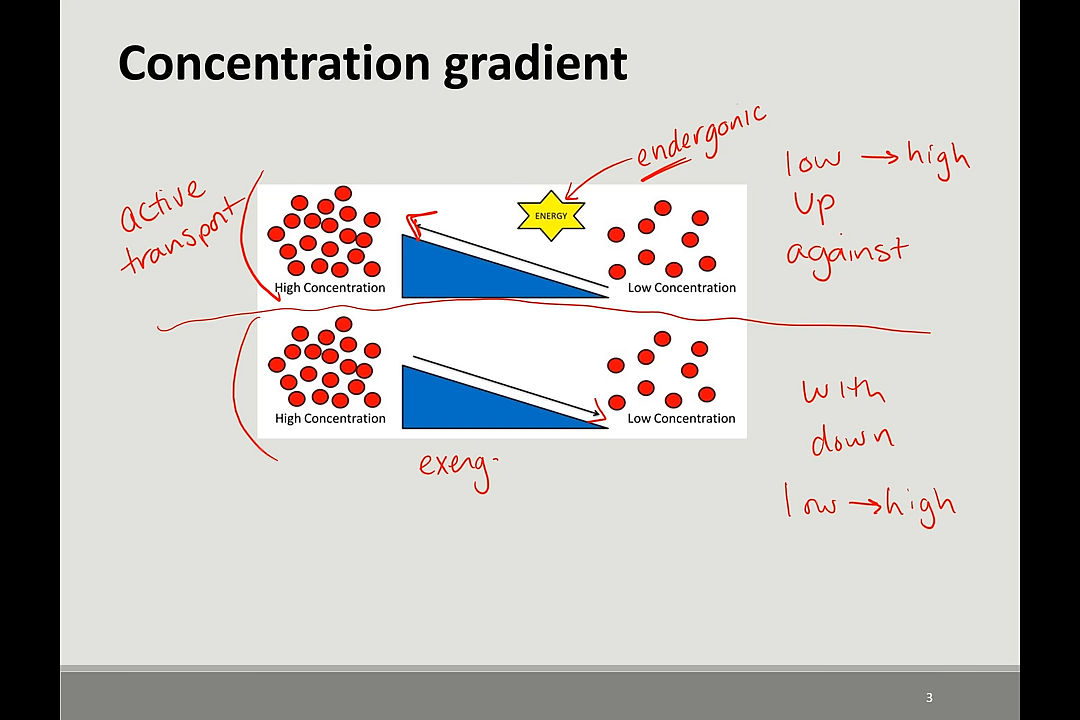 Concentration gradient
endergonic
low → high
up
against
active
transport
ENERGY
High Concentration
Low Concentration
High Concentration
Low Concentration
with
down
low → high
exerg-
3